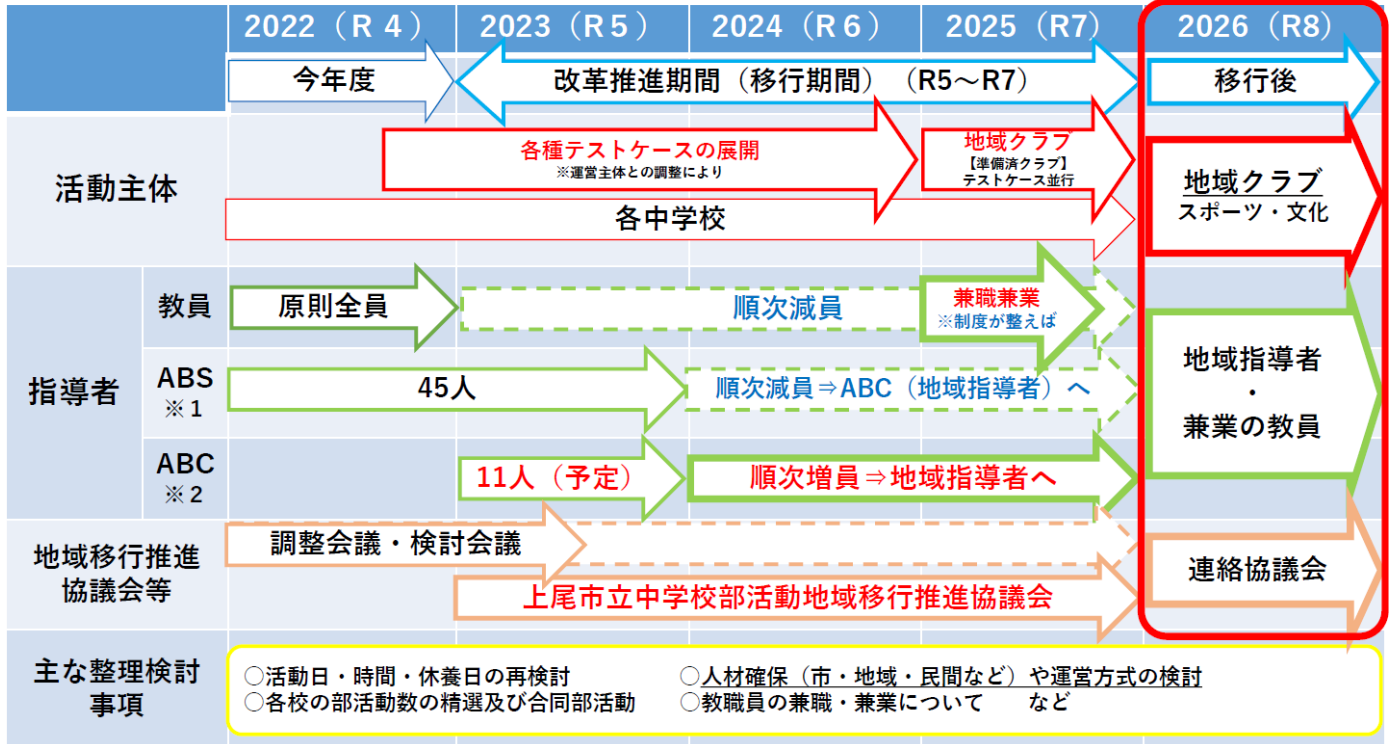 2022（R４）
2023（R５）
2024（R６）
2025（R7）
2026（R8）
今年度
改革推進期間（移行期間）（R5～R7）
移行後
活動主体
各種テストケースの展開
※運営主体との調整により
地域クラブ
【準備済クラブ】
テストケース並行
各中学校
地域クラブ
スポーツ・文化
指導者
教員
原則全員
順次減員
兼職兼業
※制度が整えば
ABS
※１
45人
順次減員⇒ABC（地域指導者）へ
ABC
※２
11人（予定）
順次増員⇒地域指導者へ
地域指導者
・
兼業の教員
地域移行推進
協議会等
調整会議・検討会議
上尾市立中学校部活動地域移行推進協議会
連絡協議会
主な整理検討
事項
○活動日・時間・休養日の再検討
○人材確保（市・地域・民間など）や運営方式の検討
○各校の部活動数の精選及び合同部活動
○教職員の兼職・兼業について　　など